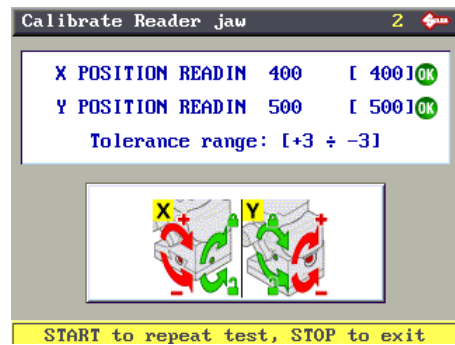 Calibrate Reader jaw 2
X POSITION READIN 400 [ 400] OK
Y POSITION READIN 500 [ 500] OK
Tolerance range: [+3 ÷ -3]
X + - Y + -
START to repeat test, STOP to exit